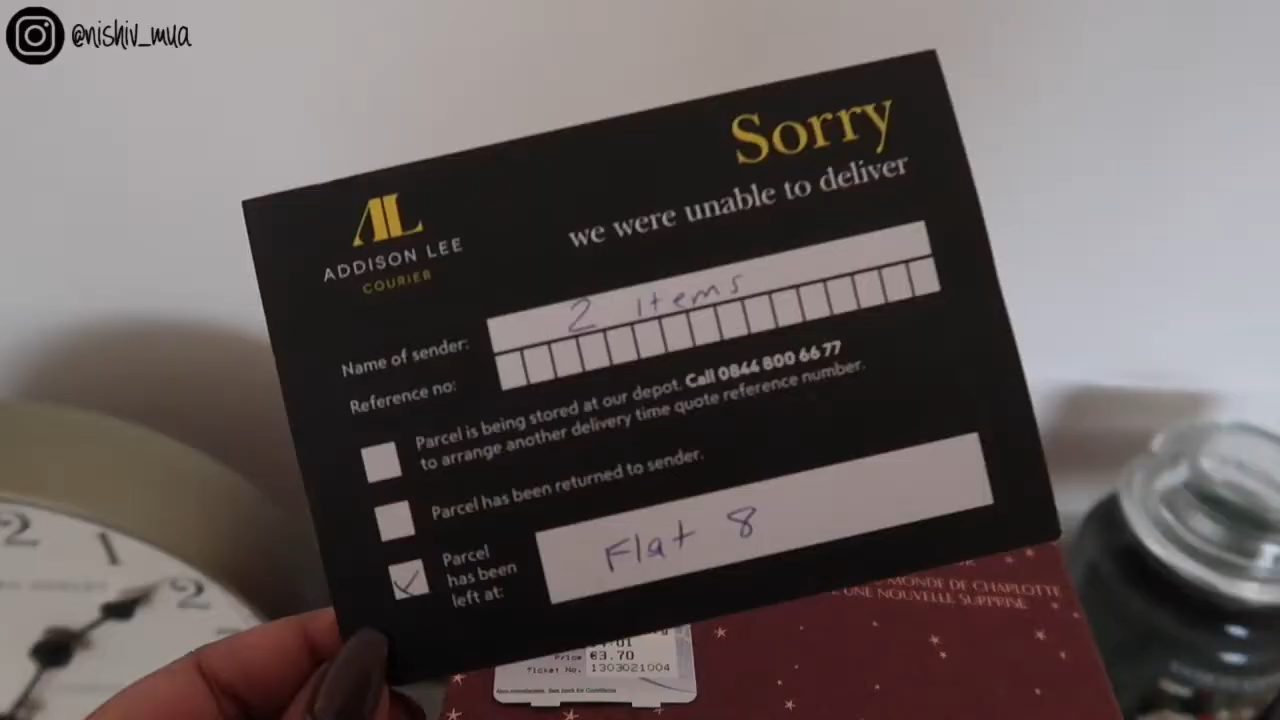 @nishiv_mua
Sorry
we were unable to deliver
AL
ADDISON LEE
COURIER
Name of sender: 2 Items
Reference no:
Parcel is being stored at our depot. Call 0844 800 66 77
to arrange another delivery time quote reference number.
Parcel has been returned to sender.
Parcel
has been
left at:
Flat 8
MONDE DE CHARLOTTE
UNE NOUVELLE SURPRISE
Price €3.70
Ticket No. 1303021004
2
1
2